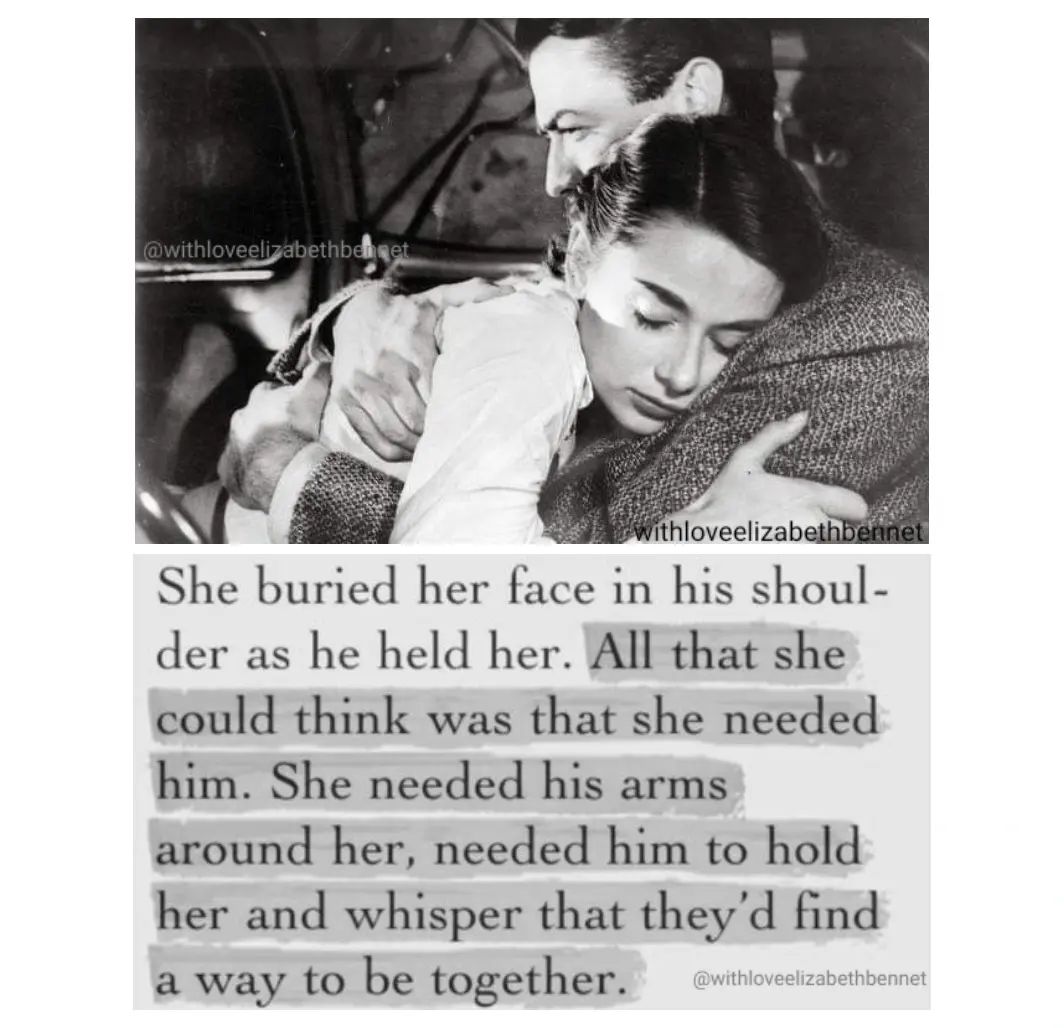 @withloveelizabethbennet
withloveelizabethbennet
She buried her face in his shoul-
der as he held her. All that she
could think was that she needed
him. She needed his arms
around her, needed him to hold
her and whisper that they’d find
a way to be together.
@withloveelizabethbennet